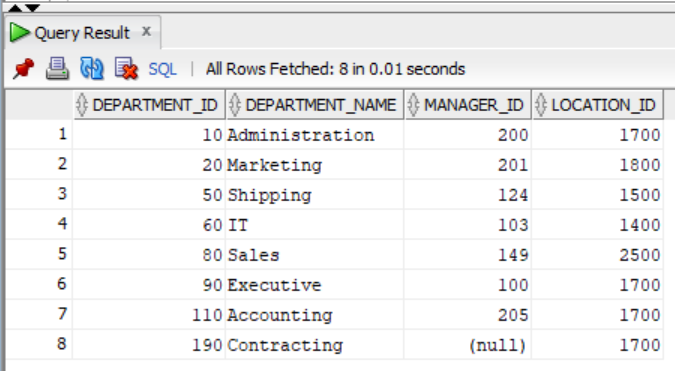 Query Result x
SQL | All Rows Fetched: 8 in 0.01 seconds
DEPARTMENT_ID DEPARTMENT_NAME MANAGER_ID LOCATION_ID
1 10 Administration 200 1700
2 20 Marketing 201 1800
3 50 Shipping 124 1500
4 60 IT 103 1400
5 80 Sales 149 2500
6 90 Executive 100 1700
7 110 Accounting 205 1700
8 190 Contracting (null) 1700